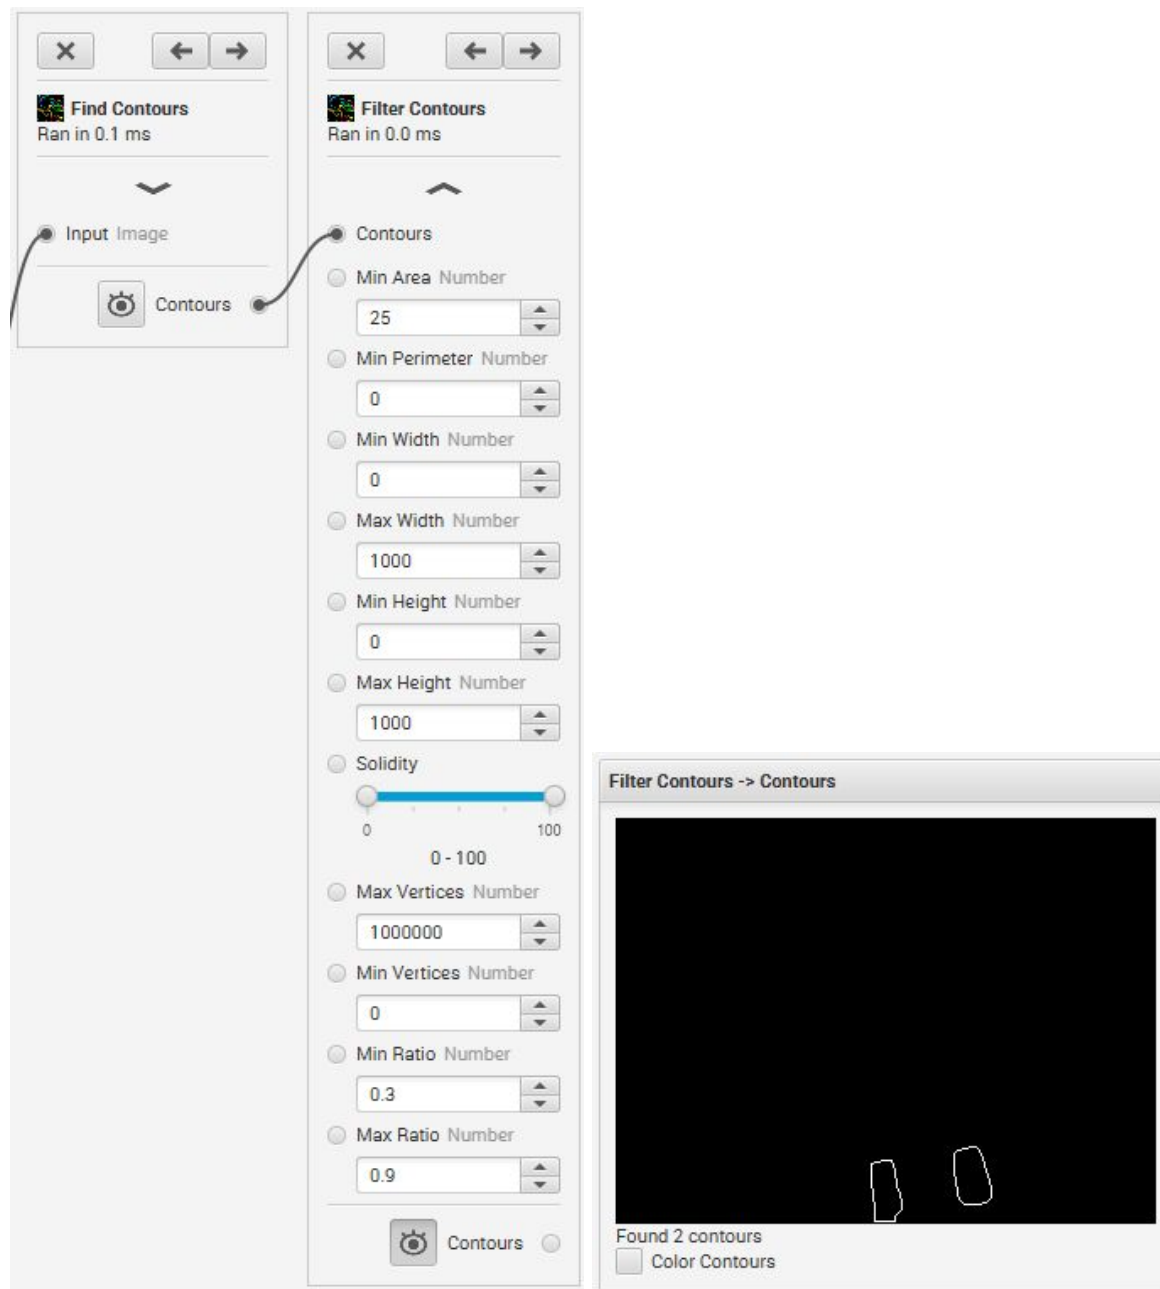 Find Contours
Ran in 0.1 ms
Input Image
Contours
Filter Contours
Ran in 0.0 ms
Contours
Min Area Number
25
Min Perimeter Number
0
Min Width Number
0
Max Width Number
1000
Min Height Number
0
Max Height Number
1000
Solidity
0 100
0 - 100
Max Vertices Number
1000000
Min Vertices Number
0
Min Ratio Number
0.3
Max Ratio Number
0.9
Contours
Filter Contours -> Contours
Found 2 contours
Color Contours